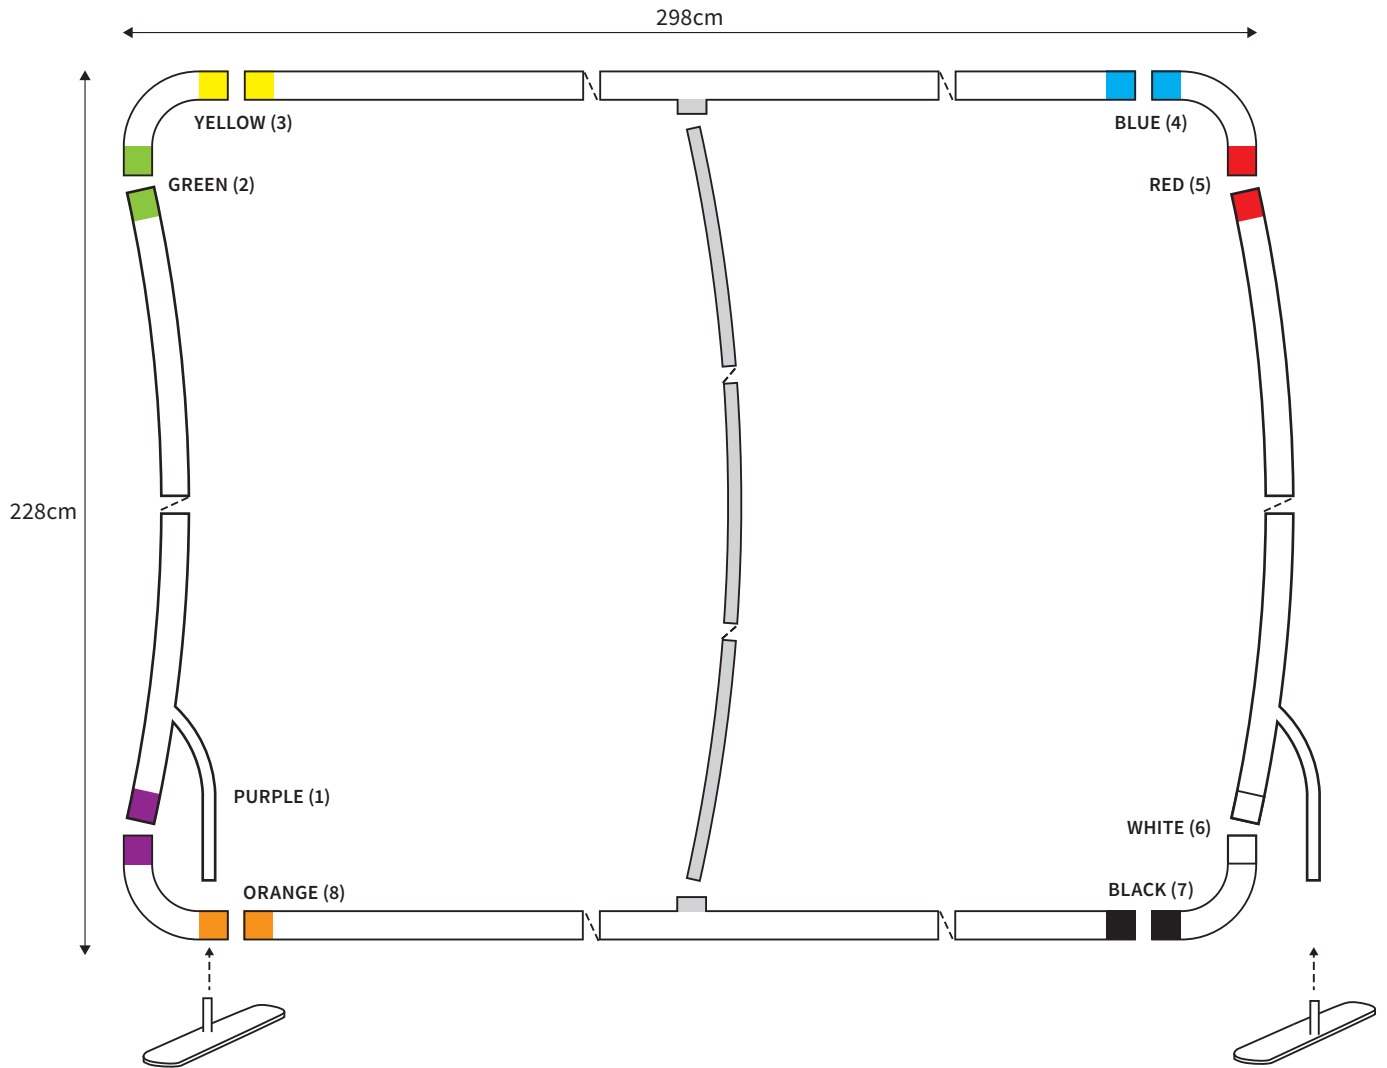 298cm
YELLOW (3)
BLUE (4)
GREEN (2)
RED (5)
228cm
PURPLE (1)
WHITE (6)
ORANGE (8)
BLACK (7)